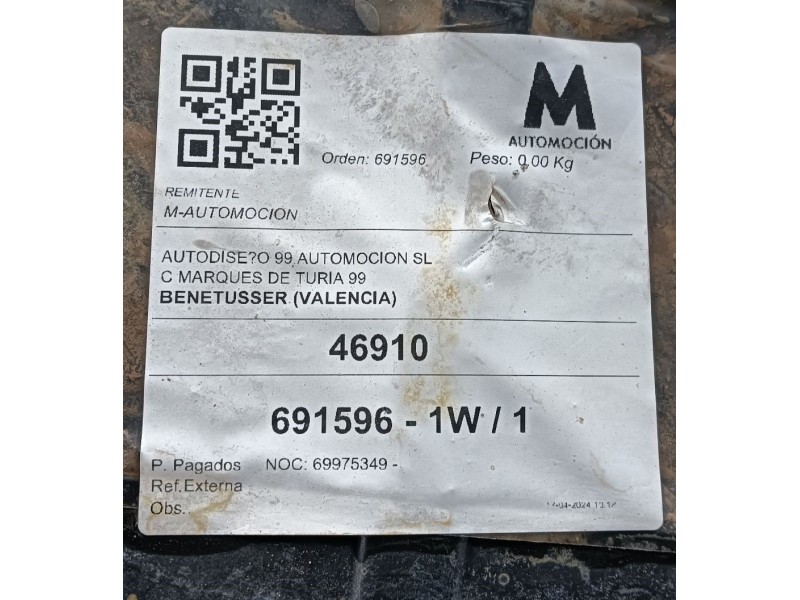 M
AUTOMOCIÓN
Orden: 691596 Peso: 0,00 Kg
REMITENTE
M-AUTOMOCION
AUTODISE?O 99 AUTOMOCION SL
C MARQUES DE TURIA 99
BENETUSSER (VALENCIA)
46910
691596 - 1W / 1
P. Pagados NOC: 69975349 -
Ref.Externa
Obs.